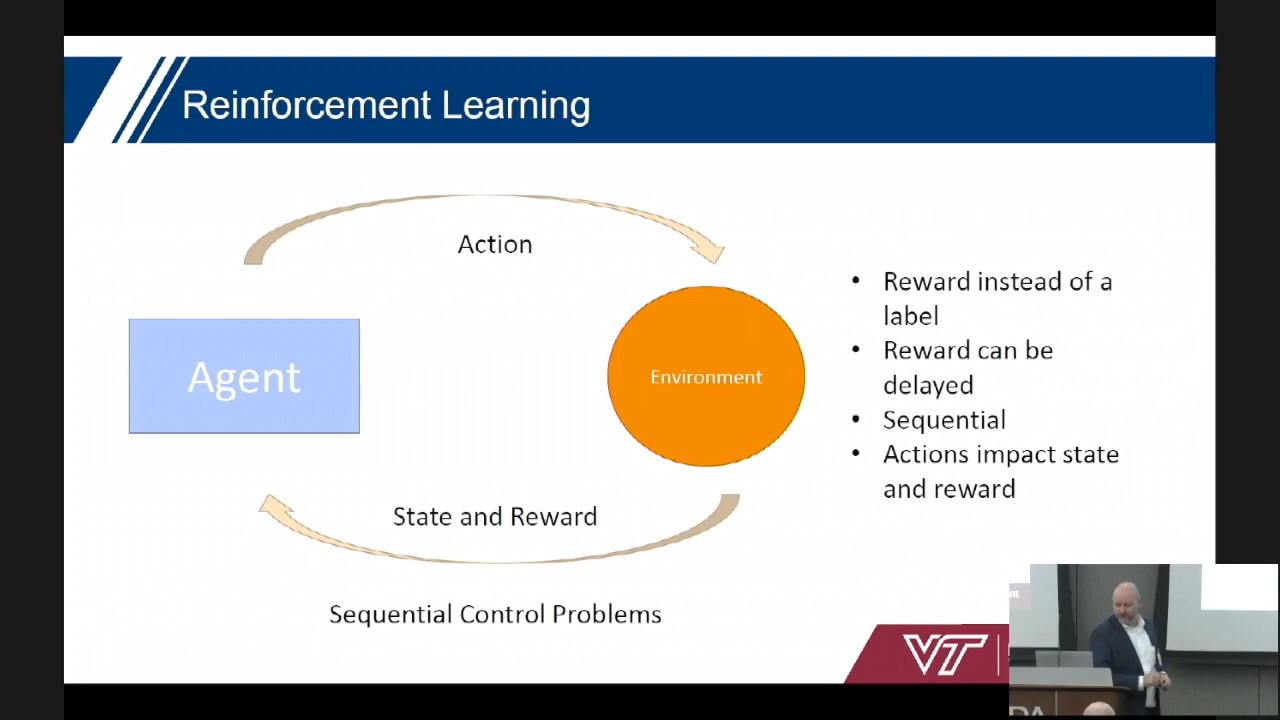 Reinforcement Learning
Action
Agent
Environment
State and Reward
Sequential Control Problems
• Reward instead of a
label
• Reward can be
delayed
• Sequential
• Actions impact state
and reward
VT